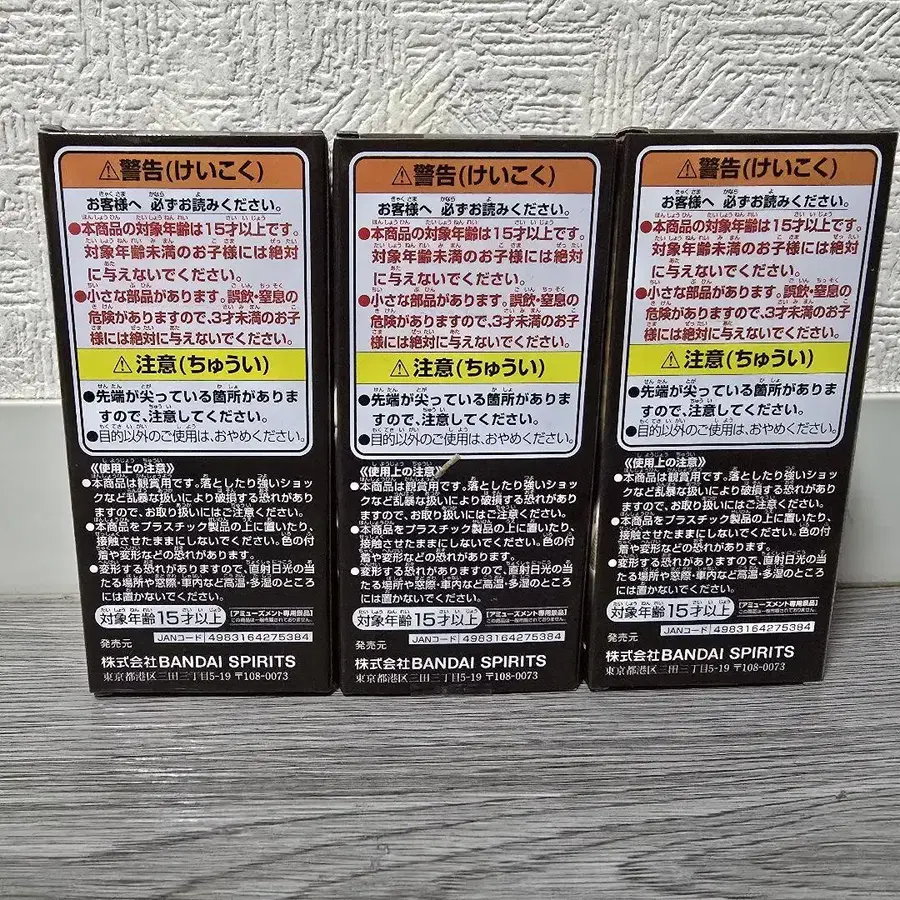 ⚠警告(けいこく)
お客様へ 必ずお読みください。
●本商品の対象年齢は15才以上です。
対象年齢未満のお子様には絶対
に与えないでください。
●小さな部品があります。誤飲・窒息の
危険がありますので、3才未満のお子
様には絶対に与えないでください。
⚠注意(ちゅうい)
●先端が尖っている箇所があり
ますので、注意してください。
●目的以外のご使用は、おやめください。
《使用上の注意》
●本商品は観賞用です。落としたり強いショッ
クなど乱暴な扱いにより破損する恐れがあり
ますので、お取り扱いにはご注意ください。
●本商品をプラスチック製品の上に置いたり、
接触させたままにしないでください。色の付
着や変形などの恐れがあります。
●変形する恐れがありますので、直射日光の当
たる場所や窓際・車内など高温・多湿のところ
には置かないでください。
対象年齢15才以上
【アミューズメント専用景品】
この商品は一般市販されておりません。
JANコード 4983164275384
発売元
株式会社BANDAI SPIRITS
東京都港区三田三丁目5-19 〒108-0073
⚠警告(けいこく)
お客様へ 必ずお読みください。
●本商品の対象年齢は15才以上です。
対象年齢未満のお子様には絶対
に与えないでください。
●小さな部品があります。誤飲・窒息の
危険がありますので、3才未満のお子
様には絶対に与えないでください。
⚠注意(ちゅうい)
●先端が尖っている箇所があり
ますので、注意してください。
●目的以外のご使用は、おやめください。
《使用上の注意》
●本商品は観賞用です。落としたり強いショッ
クなど乱暴な扱いにより破損する恐れがあり
ますので、お取り扱いにはご注意ください。
●本商品をプラスチック製品の上に置いたり、
接触させたままにしないでください。色の付
着や変形などの恐れがあります。
●変形する恐れがありますので、直射日光の当
たる場所や窓際・車内など高温・多湿のところ
には置かないでください。
対象年齢15才以上
【アミューズメント専用景品】
この商品は一般市販されておりません。
JANコード 4983164275384
発売元
株式会社BANDAI SPIRITS
東京都港区三田三丁目5-19 〒108-0073
⚠警告(けいこく)
お客様へ 必ずお読みください。
●本商品の対象年齢は15才以上です。
対象年齢未満のお子様には絶対
に与えないでください。
●小さな部品があります。誤飲・窒息の
危険がありますので、3才未満のお子
様には絶対に与えないでください。
⚠注意(ちゅうい)
●先端が尖っている箇所があり
ますので、注意してください。
●目的以外のご使用は、おやめください。
《使用上の注意》
●本商品は観賞用です。落としたり強いショッ
クなど乱暴な扱いにより破損する恐れがあり
ますので、お取り扱いにはご注意ください。
●本商品をプラスチック製品の上に置いたり、
接触させたままにしないでください。色の付
着や変形などの恐れがあります。
●変形する恐れがありますので、直射日光の当
たる場所や窓際・車内など高温・多湿のところ
には置かないでください。
対象年齢15才以上
【アミューズメント専用景品】
この商品は一般市販されておりません。
JANコード 4983164275384
発売元
株式会社BANDAI SPIRITS
東京都港区三田三丁目5-19 〒108-0073